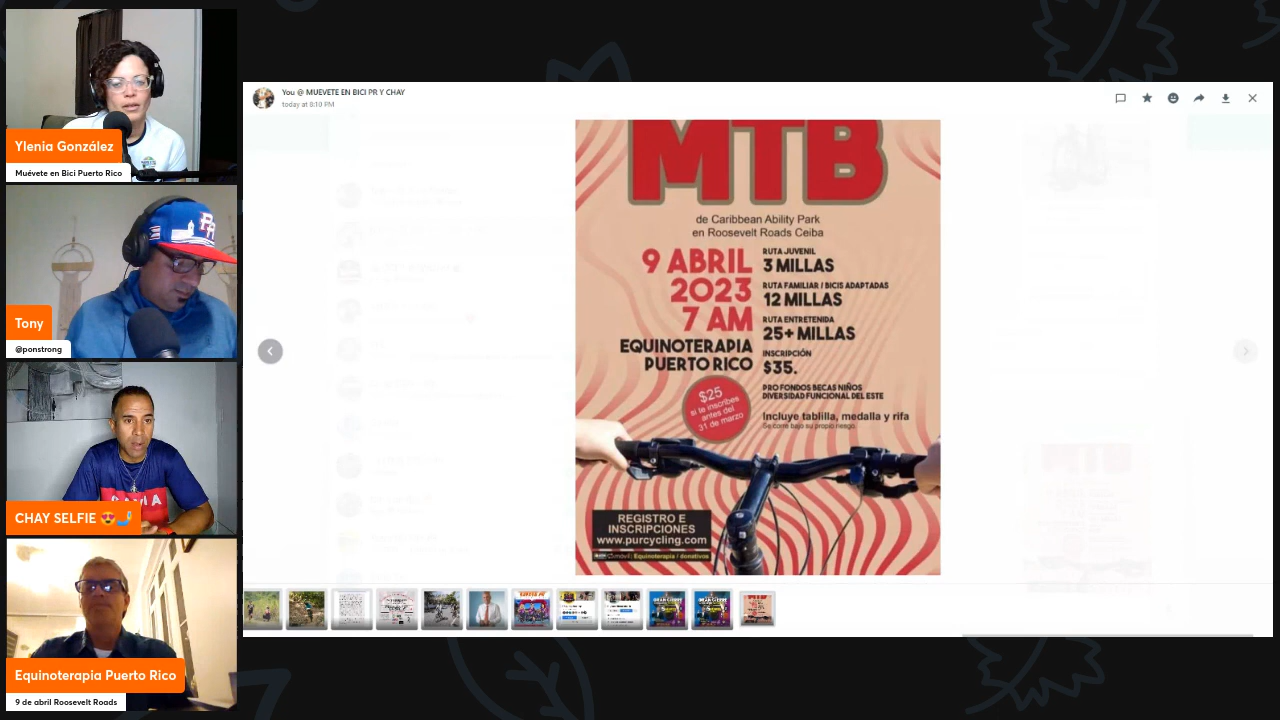 Ylenia González
Muévete en Bici Puerto Rico
Tony
@ponstrong
CHAY SELFIE 😍🤳
Equinoterapia Puerto Rico
9 de abril Roosevelt Roads
You @ MUEVETE EN BICI PR Y CHAY
today at 8:10 PM
MTB
de Caribbean Ability Park
en Roosevelt Roads Ceiba
9 ABRIL
2023
7 AM
EQUINOTERAPIA
PUERTO RICO
RUTA JUVENIL
3 MILLAS
RUTA FAMILIAR / BICIS ADAPTADAS
12 MILLAS
RUTA ENTRETENIDA
25+ MILLAS
INSCRIPCIÓN
$35.
PRO FONDOS BECAS NIÑOS
DIVERSIDAD FUNCIONAL DEL ESTE
Incluye tablilla, medalla y rifa
Se corre bajo su propio riesgo.
$25
si te inscribes
antes del
31 de marzo
REGISTRO E
INSCRIPCIONES
www.purcycling.com
Equinoterapia / donativos